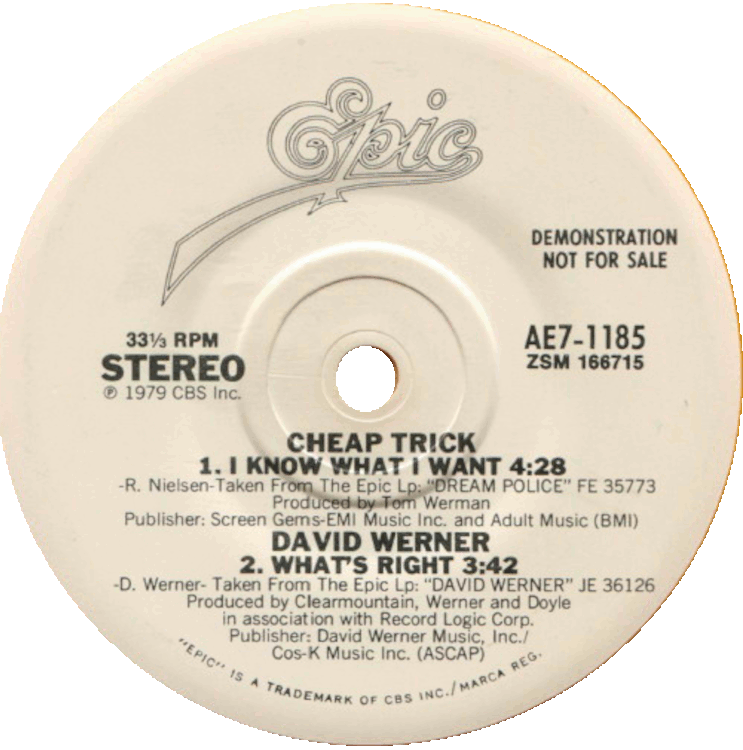 Epic
DEMONSTRATION
NOT FOR SALE
33⅓ RPM
STEREO
℗ 1979 CBS Inc.
AE7-1185
ZSM 166715
CHEAP TRICK
1. I KNOW WHAT I WANT 4:28
-R. Nielsen-Taken From The Epic Lp: "DREAM POLICE" FE 35773
Produced by Tom Werman
Publisher: Screen Gems-EMI Music Inc. and Adult Music (BMI)
DAVID WERNER
2. WHAT'S RIGHT 3:42
-D. Werner- Taken From The Epic Lp: "DAVID WERNER" JE 36126
Produced by Clearmountain, Werner and Doyle
in association with Record Logic Corp.
Publisher: David Werner Music, Inc./
Cos-K Music Inc. (ASCAP)
"EPIC" IS A TRADEMARK OF CBS INC./MARCA REG.